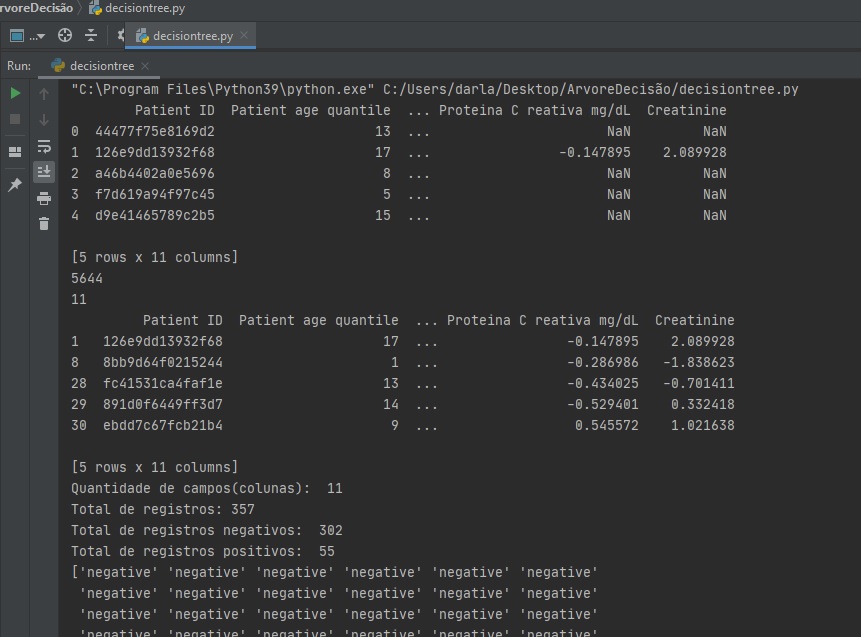 rvoreDecisão decisiontree.py
... decisiontree.py
Run: decisiontree
"C:\Program Files\Python39\python.exe" C:/Users/darla/Desktop/ArvoreDecisão/decisiontree.py
Patient ID Patient age quantile ... Proteina C reativa mg/dL Creatinine
0 44477f75e8169d2 13 ... NaN NaN
1 126e9dd13932f68 17 ... -0.147895 2.089928
2 a46b4402a0e5696 8 ... NaN NaN
3 f7d619a94f97c45 5 ... NaN NaN
4 d9e41465789c2b5 15 ... NaN NaN
[5 rows x 11 columns]
5644
11
Patient ID Patient age quantile ... Proteina C reativa mg/dL Creatinine
1 126e9dd13932f68 17 ... -0.147895 2.089928
8 8bb9d64f0215244 1 ... -0.286986 -1.838623
28 fc41531ca4faf1e 13 ... -0.434025 -0.701411
29 891d0f6449ff3d7 14 ... -0.529401 0.332418
30 ebdd7c67fcb21b4 9 ... 0.545572 1.021638
[5 rows x 11 columns]
Quantidade de campos(colunas): 11
Total de registros: 357
Total de registros negativos: 302
Total de registros positivos: 55
['negative' 'negative' 'negative' 'negative' 'negative' 'negative'
'negative' 'negative' 'negative' 'negative' 'negative' 'negative'
'negative' 'negative' 'negative' 'negative' 'negative' 'negative'
'negative' 'negative' 'negative' 'negative' 'negative' 'negative'